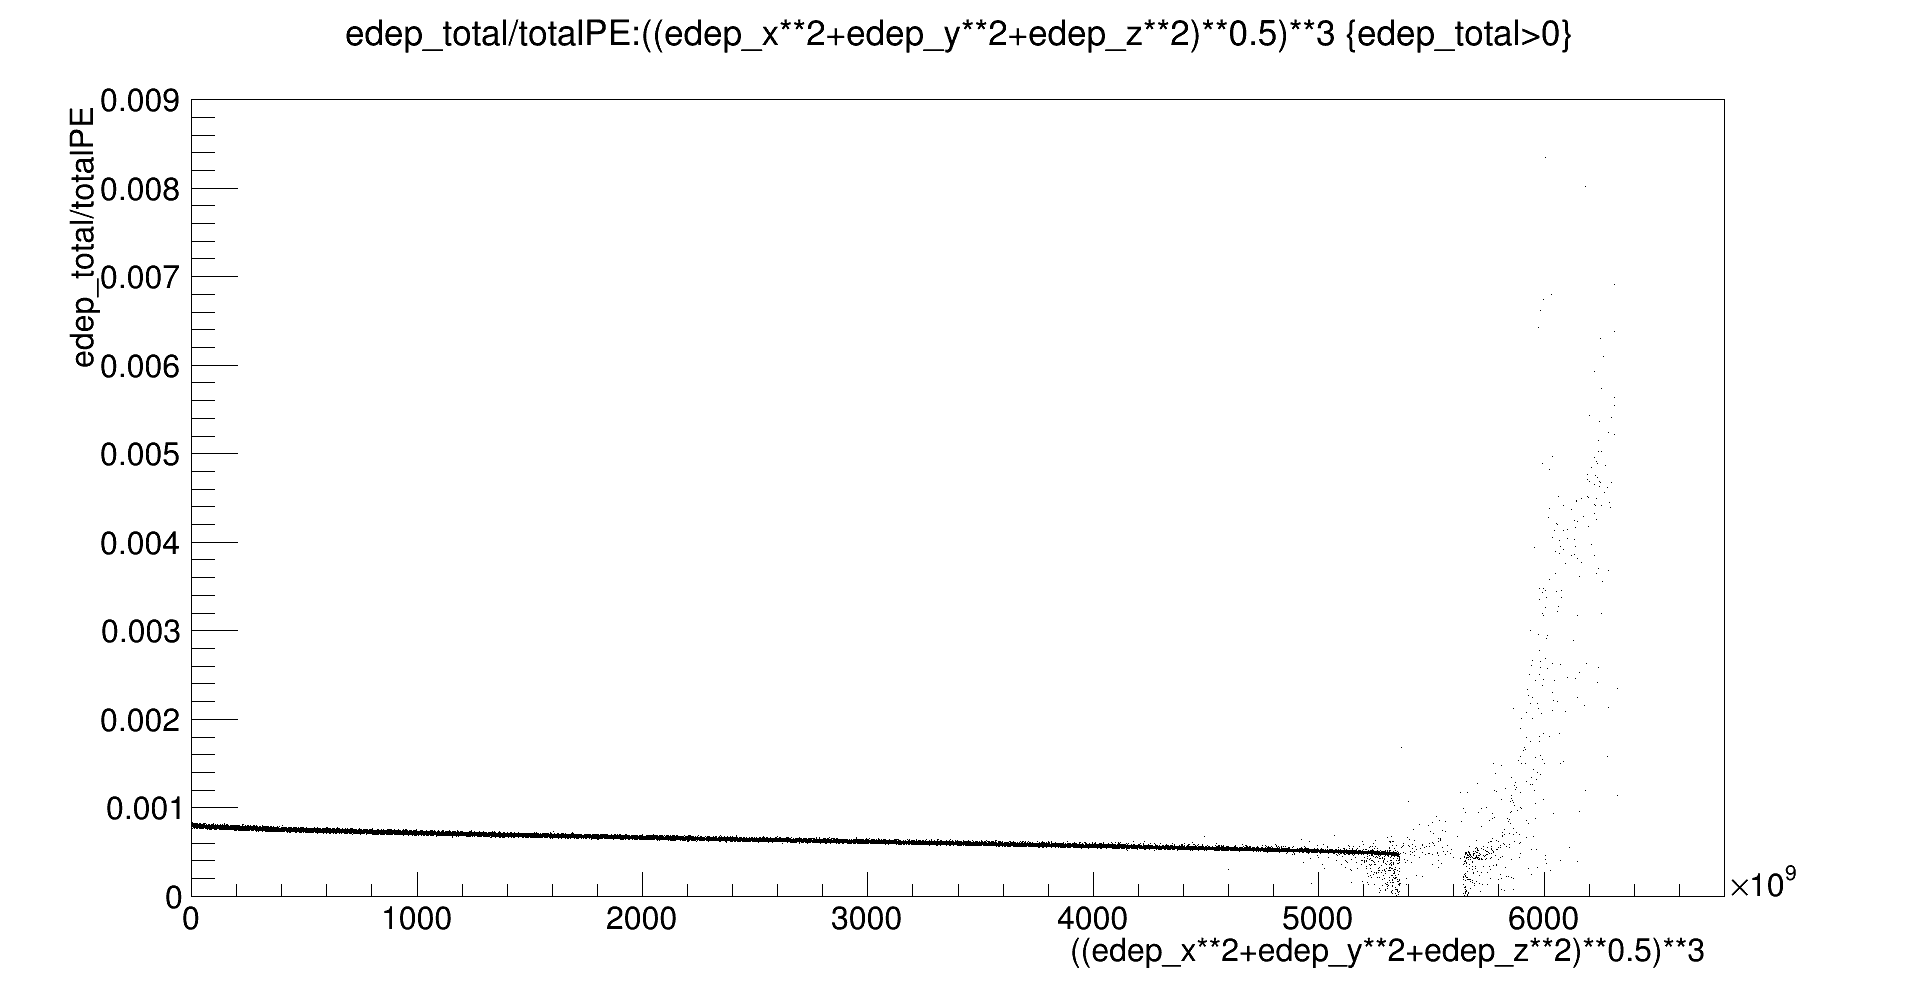 edep_total/totalPE:((edep_x**2+edep_y**2+edep_z**2)**0.5)**3 {edep_total>0}
edep_total/totalPE
0.009
0.008
0.007
0.006
0.005
0.004
0.003
0.002
0.001
0
0 1000 2000 3000 4000 5000 6000
×10⁹
((edep_x**2+edep_y**2+edep_z**2)**0.5)**3